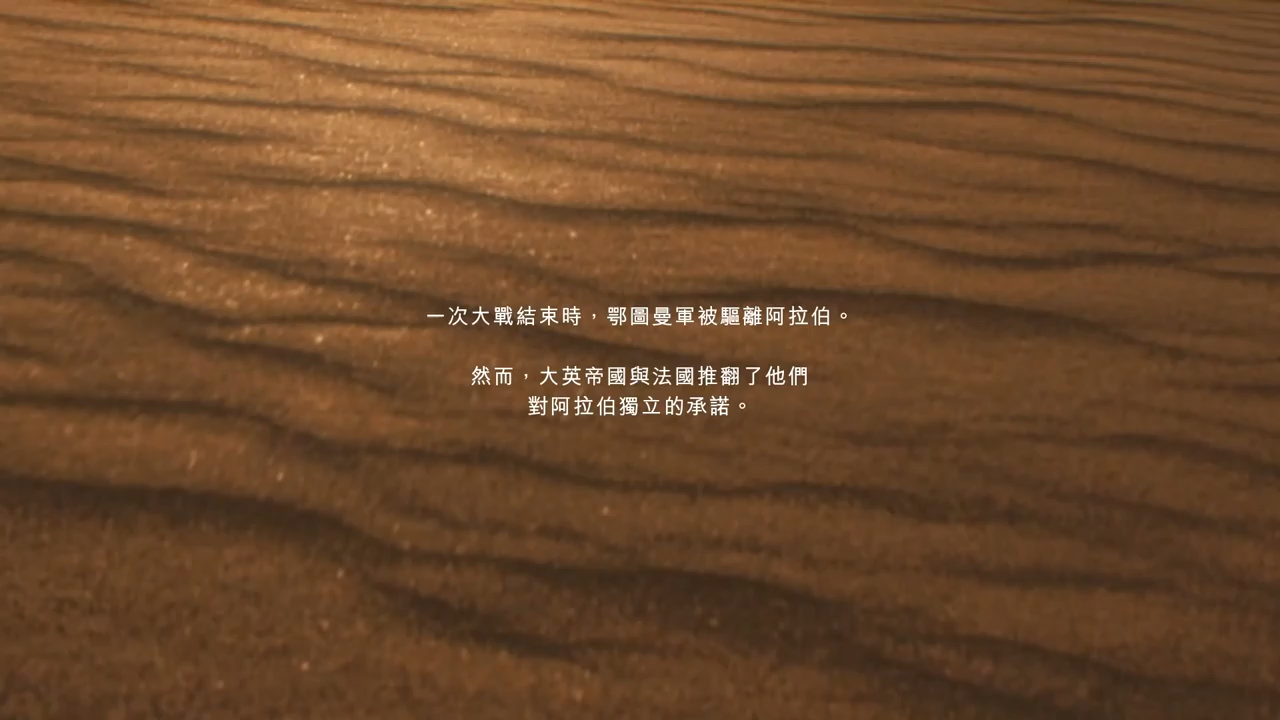 一次大戰結束時，鄂圖曼軍被驅離阿拉伯。
然而，大英帝國與法國推翻了他們
對阿拉伯獨立的承諾。